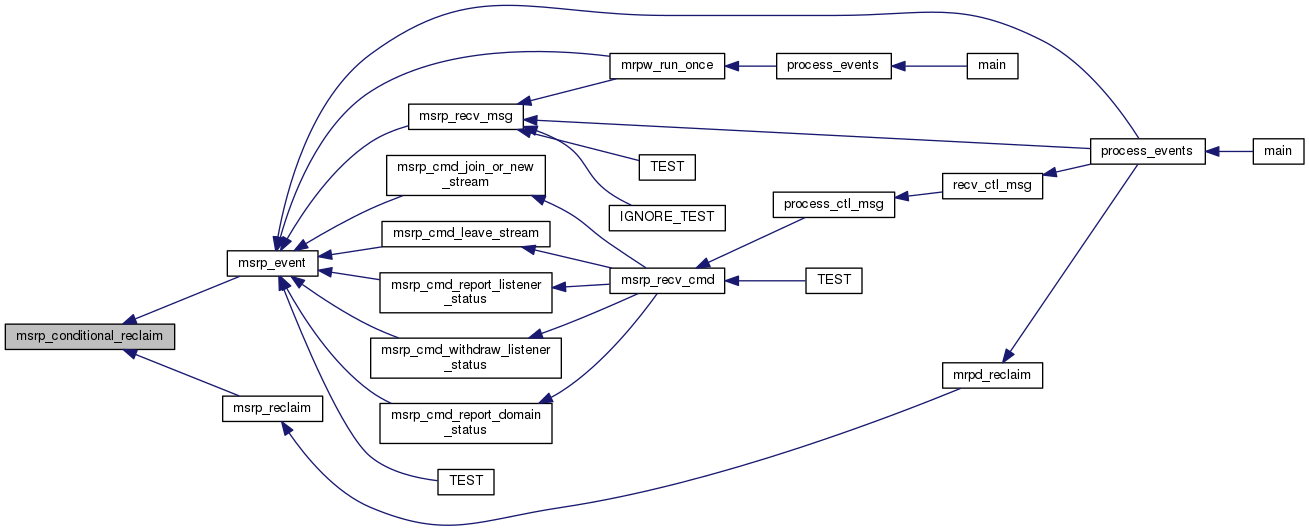 mrpw_run_once
process_events
main
msrp_recv_msg
process_events
main
TEST
msrp_cmd_join_or_new
_stream
recv_ctl_msg
process_ctl_msg
IGNORE_TEST
msrp_cmd_leave_stream
msrp_event
msrp_recv_cmd
TEST
msrp_cmd_report_listener
_status
msrp_conditional_reclaim
msrp_cmd_withdraw_listener
_status
mrpd_reclaim
msrp_reclaim
msrp_cmd_report_domain
_status
TEST